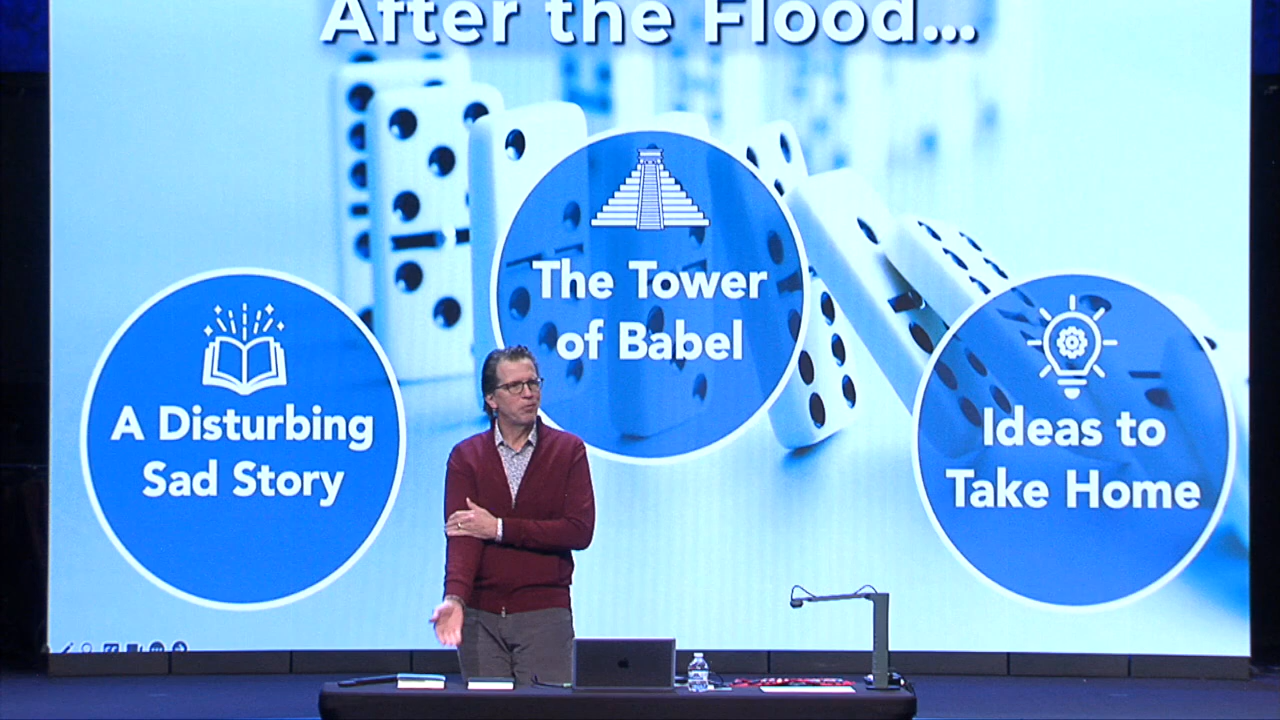 After the Flood...
The Tower
of Babel
A Disturbing
Sad Story
Ideas to
Take Home